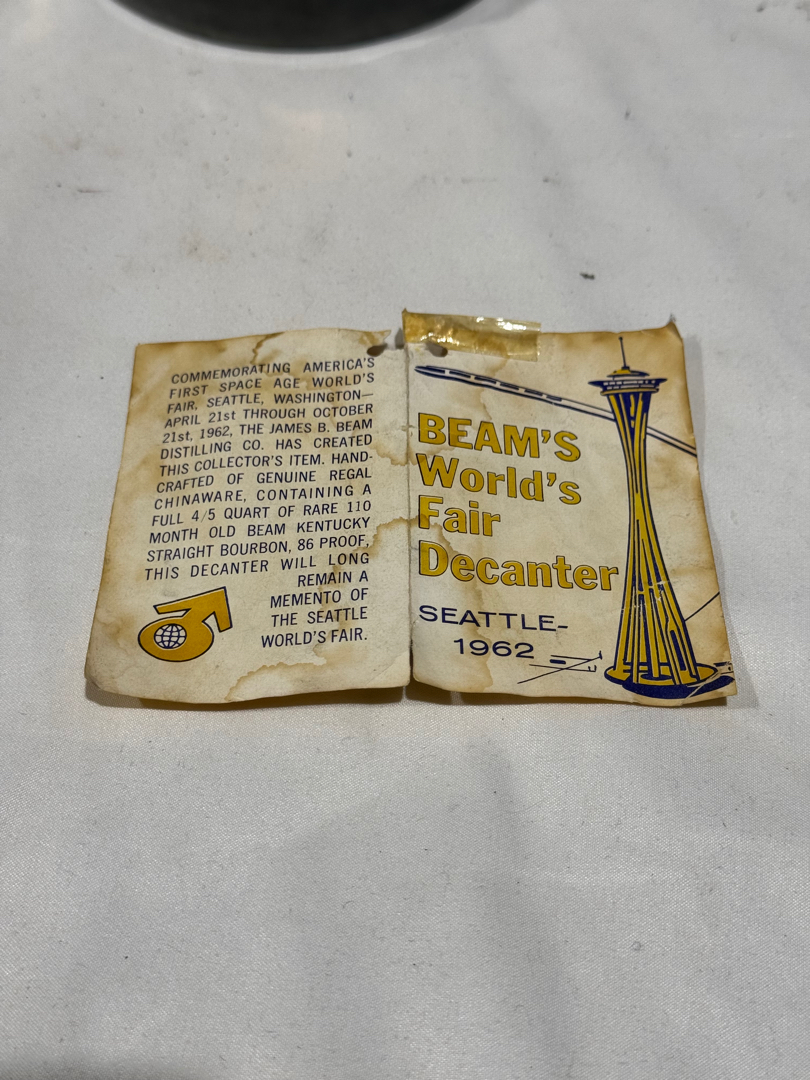 COMMEMORATING AMERICA'S
FIRST SPACE AGE WORLD'S
FAIR, SEATTLE, WASHINGTON—
APRIL 21st THROUGH OCTOBER
21st, 1962, THE JAMES B. BEAM
DISTILLING CO. HAS CREATED
THIS COLLECTOR'S ITEM. HAND-
CRAFTED OF GENUINE REGAL
CHINAWARE, CONTAINING A
FULL 4/5 QUART OF RARE 110
MONTH OLD BEAM KENTUCKY
STRAIGHT BOURBON, 86 PROOF,
THIS DECANTER WILL LONG
REMAIN A
MEMENTO OF
THE SEATTLE
WORLD'S FAIR.
BEAM'S
World's
Fair
Decanter
SEATTLE-
1962